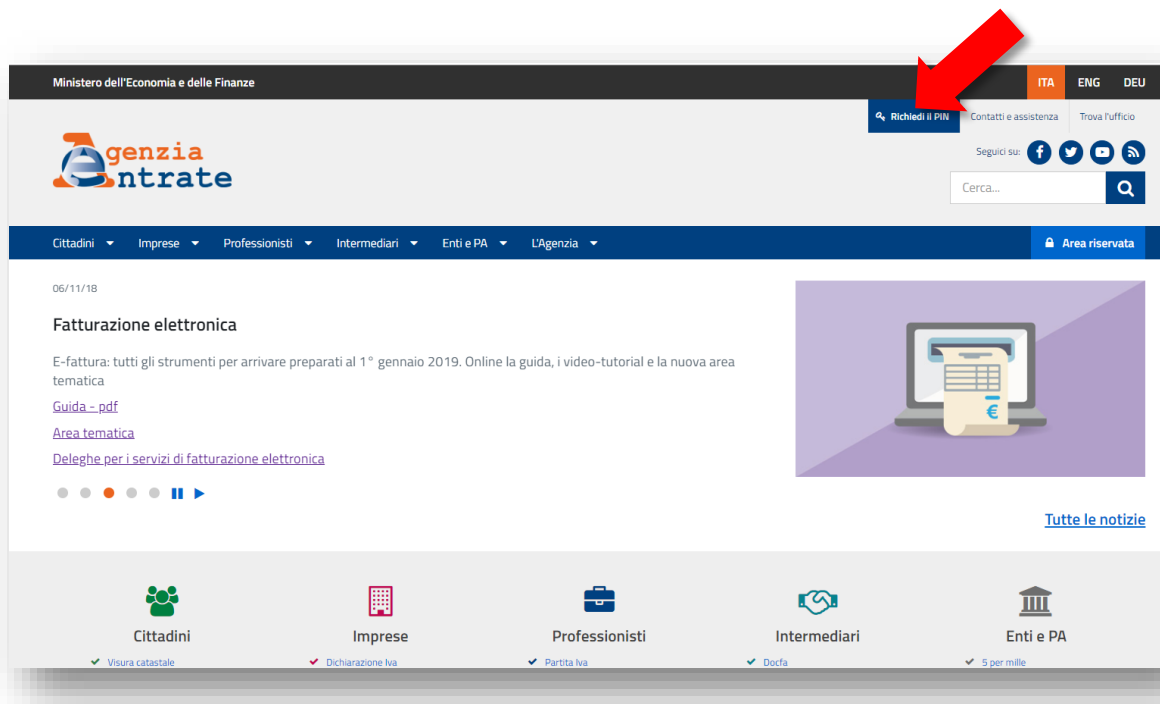 Ministero dell'Economia e delle Finanze
ITA ENG DEU
Richiedi il PIN Contatti e assistenza Trova l'ufficio
Seguici su:
Agenzia
Entrate
Cerca...
Cittadini Imprese Professionisti Intermediari Enti e PA L'Agenzia Area riservata
06/11/18
Fatturazione elettronica
E-fattura: tutti gli strumenti per arrivare preparati al 1° gennaio 2019. Online la guida, i video-tutorial e la nuova area
tematica
Guida - pdf
Area tematica
Deleghe per i servizi di fatturazione elettronica
€
Tutte le notizie
Cittadini Imprese Professionisti Intermediari Enti e PA
Visura catastale Dichiarazione Iva Partita Iva Docfa 5 per mille